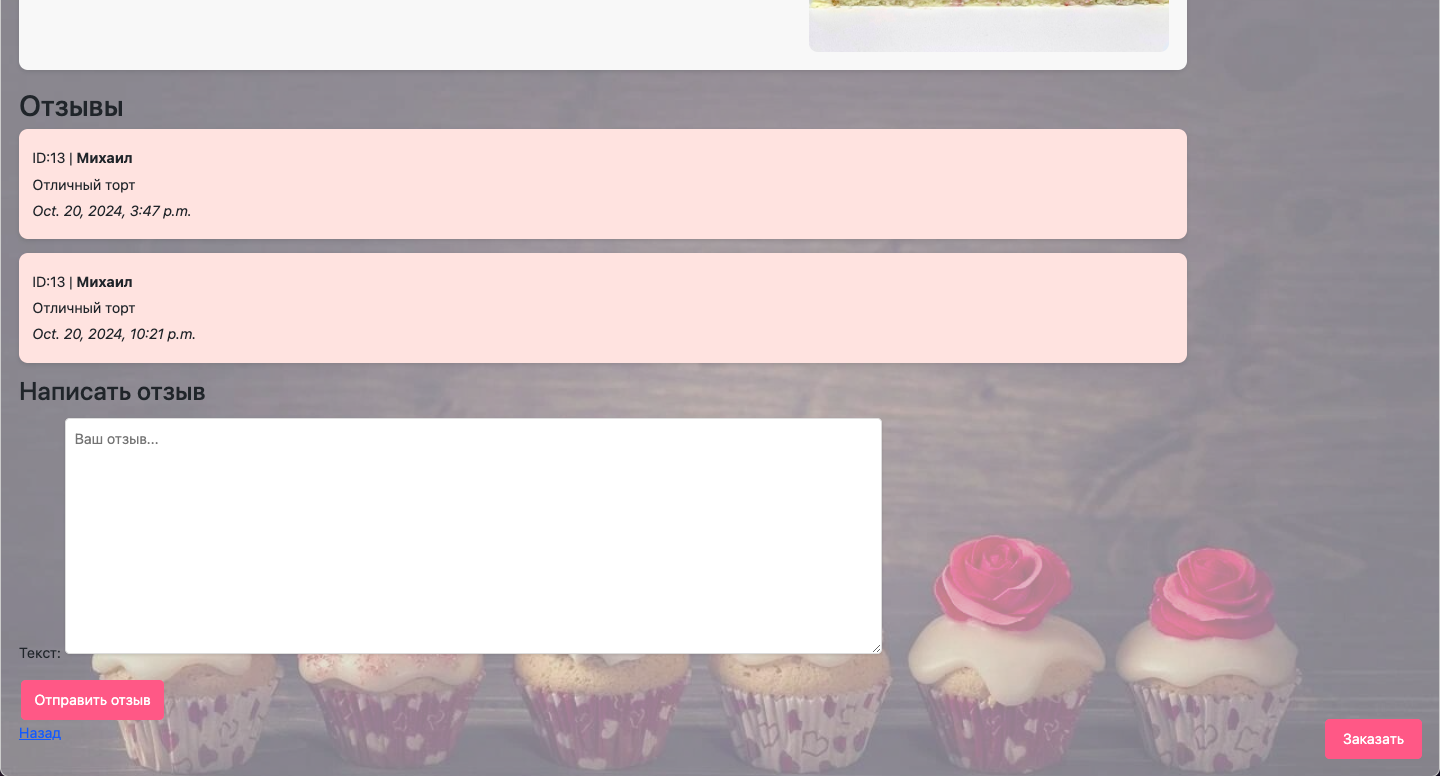 Отзывы
ID:13 | Михаил
Отличный торт
Oct. 20, 2024, 3:47 p.m.
ID:13 | Михаил
Отличный торт
Oct. 20, 2024, 10:21 p.m.
Написать отзыв
Ваш отзыв...
Текст:
Отправить отзыв
Назад
Заказать